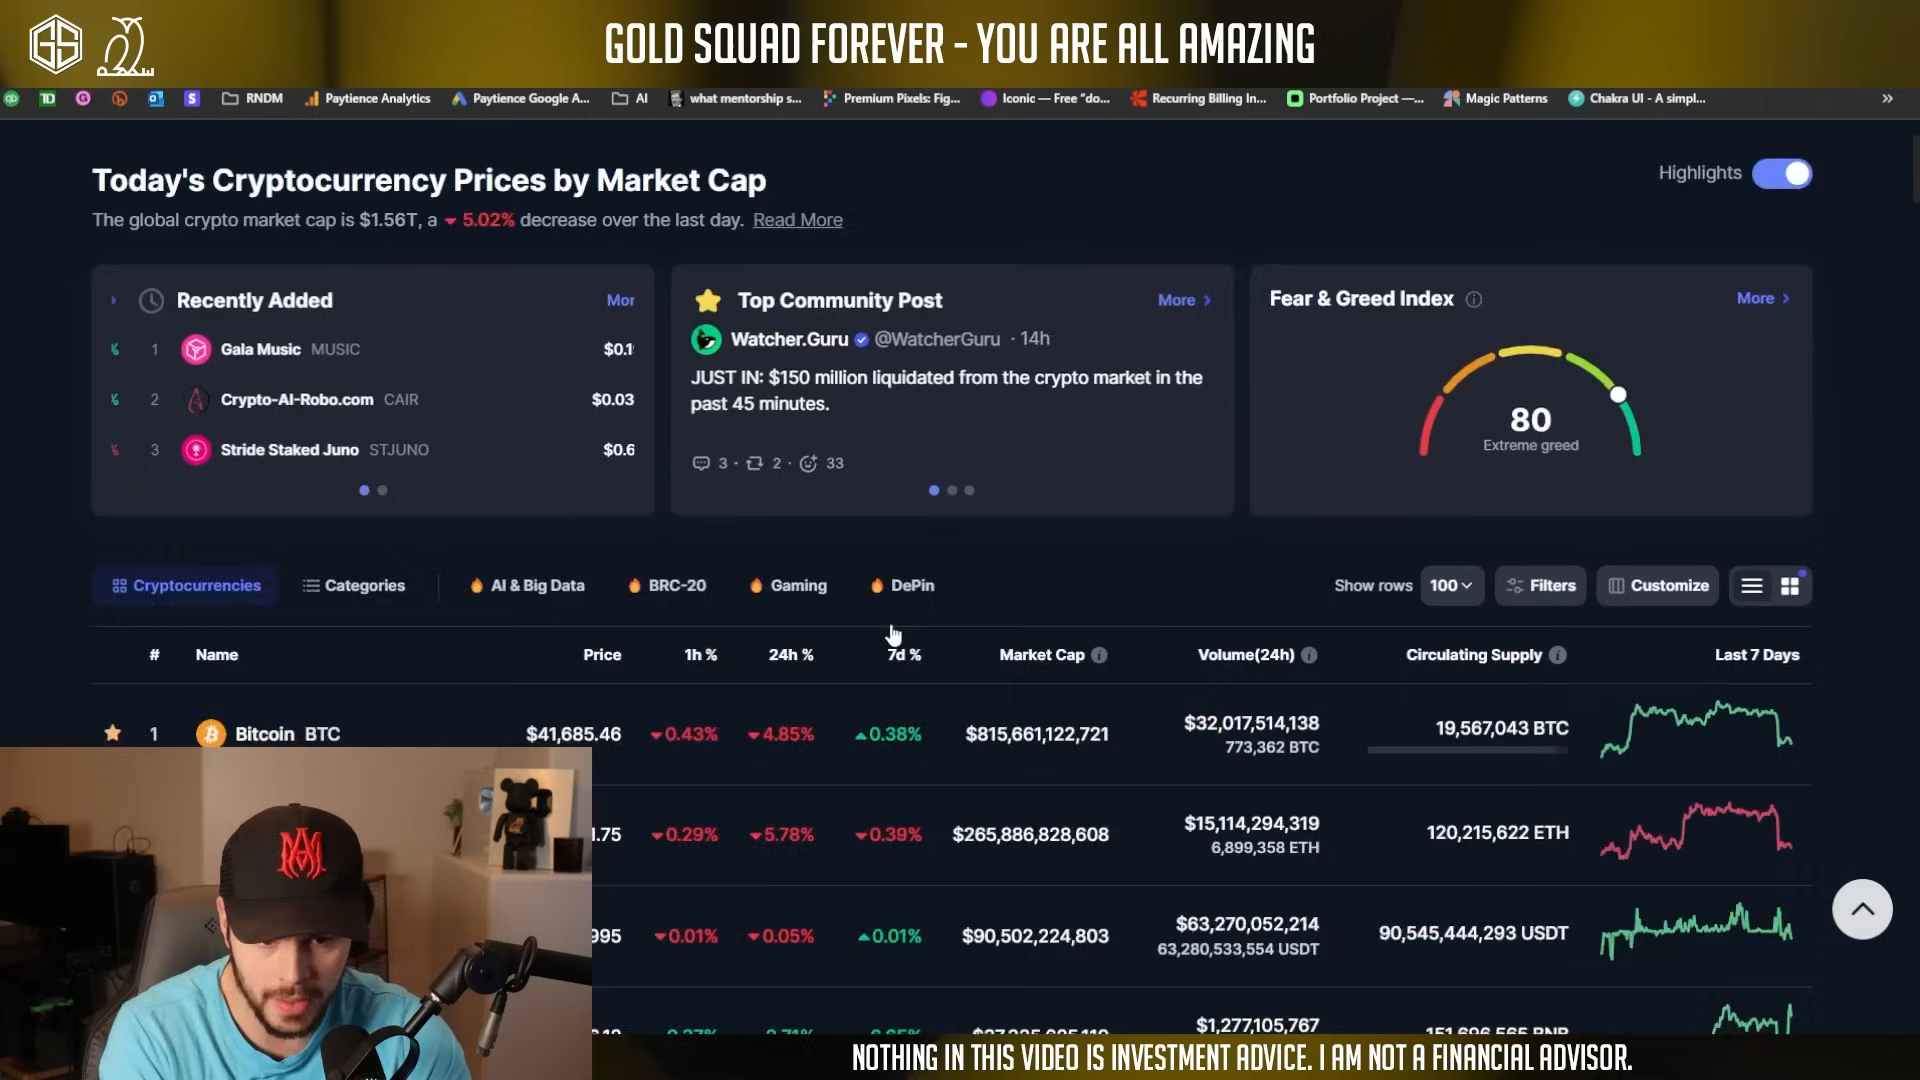 GOLD SQUAD FOREVER - YOU ARE ALL AMAZING
RNDM Paytience Analytics Paytience Google A... AI what mentorship s... Premium Pixels: Fig... Iconic — Free "do... Recurring Billing In... Portfolio Project —... Magic Patterns Chakra UI - A simpl...
Today's Cryptocurrency Prices by Market Cap
Highlights
The global crypto market cap is $1.56T, a 5.02% decrease over the last day. Read More
Recently Added Mor
1 Gala Music MUSIC
2 Crypto-AI-Robo.com CAIR $0.03
3 Stride Staked Juno STJUNO $0.6
Top Community Post More
Watcher.Guru @WatcherGuru · 14h
JUST IN: $150 million liquidated from the crypto market in the
past 45 minutes.
3 · 2 · 33
Fear & Greed Index More
80
Extreme greed
Cryptocurrencies Categories AI & Big Data BRC-20 Gaming DePin Show rows 100 Filters Customize
# Name Price 1h % 24h % 7d % Market Cap Volume(24h) Circulating Supply Last 7 Days
1 Bitcoin BTC $41,685.46 0.43% 4.85% 0.38% $815,661,122,721 $32,017,514,138 19,567,043 BTC
773,362 BTC
.75 0.29% 5.78% 0.39% $265,886,828,608 $15,114,294,319 120,215,622 ETH
6,899,358 ETH
995 0.01% 0.05% 0.01% $90,502,224,803 $63,270,052,214 90,545,444,293 USDT
63,280,533,554 USDT
$1,277,105,767
NOTHING IN THIS VIDEO IS INVESTMENT ADVICE. I AM NOT A FINANCIAL ADVISOR.